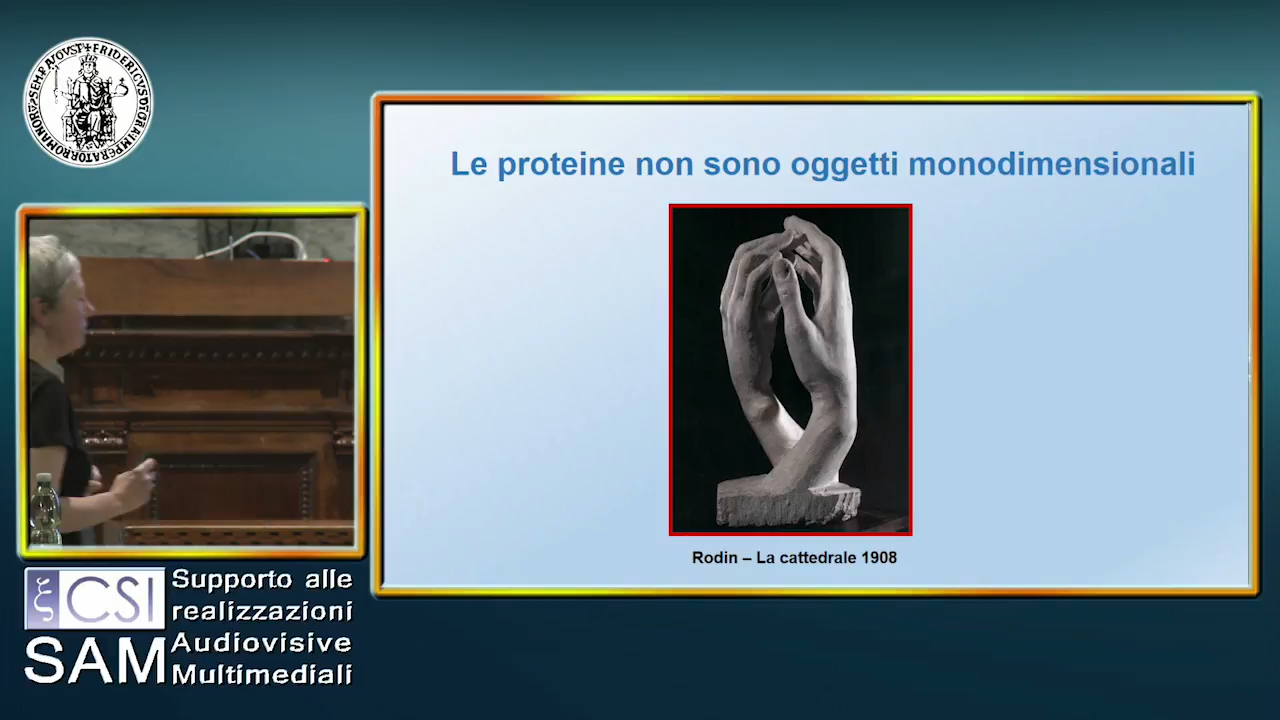 Le proteine non sono oggetti monodimensionali
Rodin – La cattedrale 1908
CSI
SAM
Supporto alle
realizzazioni
Audiovisive
Multimediali